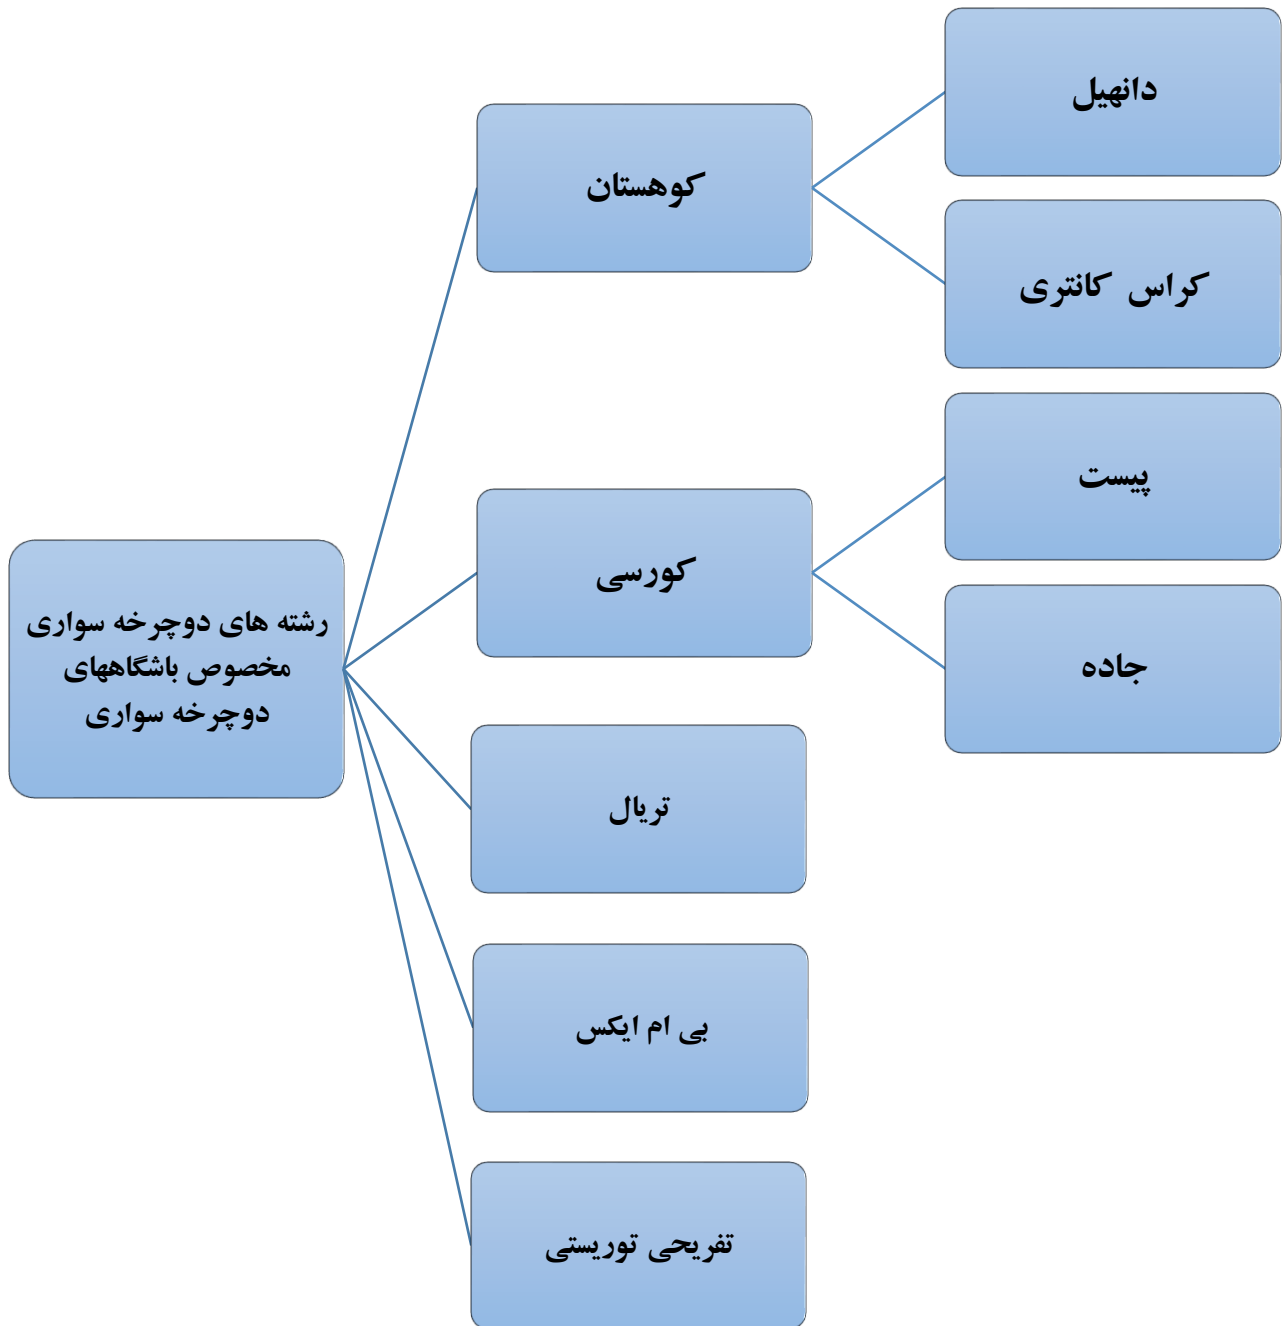 رشته های دوچرخه سواری
مخصوص باشگاههای
دوچرخه سواری
کوهستان
دانهیل
کراس کانتری
کورسی
پیست
جاده
تریال
بی ام ایکس
تفریحی توریستی